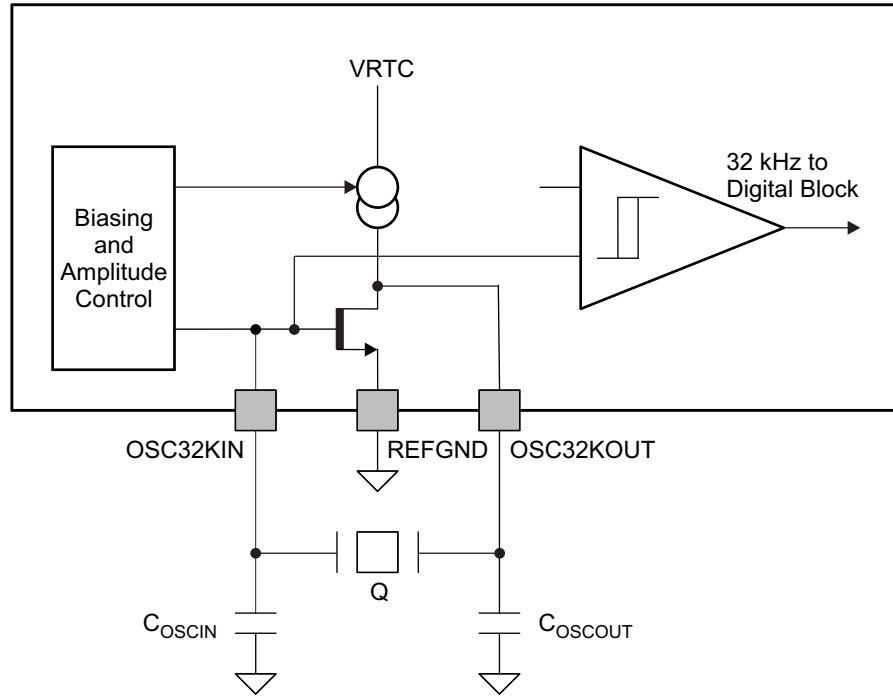 VRTC
32 kHz to
Digital Block
Biasing
and
Amplitude
Control
OSC32KIN
REFGND
OSC32KOUT
Q
COSCIN
COSCOUT